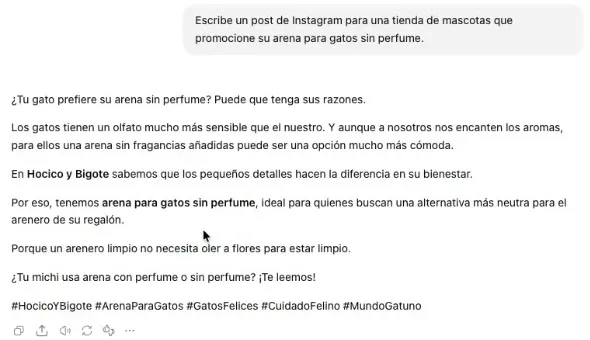 Escribe un post de Instagram para una tienda de mascotas que
promocione su arena para gatos sin perfume.
¿Tu gato prefiere su arena sin perfume? Puede que tenga sus razones.
Los gatos tienen un olfato mucho más sensible que el nuestro. Y aunque a nosotros nos encanten los aromas,
para ellos una arena sin fragancias añadidas puede ser una opción mucho más cómoda.
En Hocico y Bigote sabemos que los pequeños detalles hacen la diferencia en su bienestar.
Por eso, tenemos arena para gatos sin perfume, ideal para quienes buscan una alternativa más neutra para el
arenero de su regalón.
Porque un arenero limpio no necesita oler a flores para estar limpio.
¿Tu michi usa arena con perfume o sin perfume? ¡Te leemos!
#HocicoYBigote #ArenaParaGatos #GatosFelices #CuidadoFelino #MundoGatuno